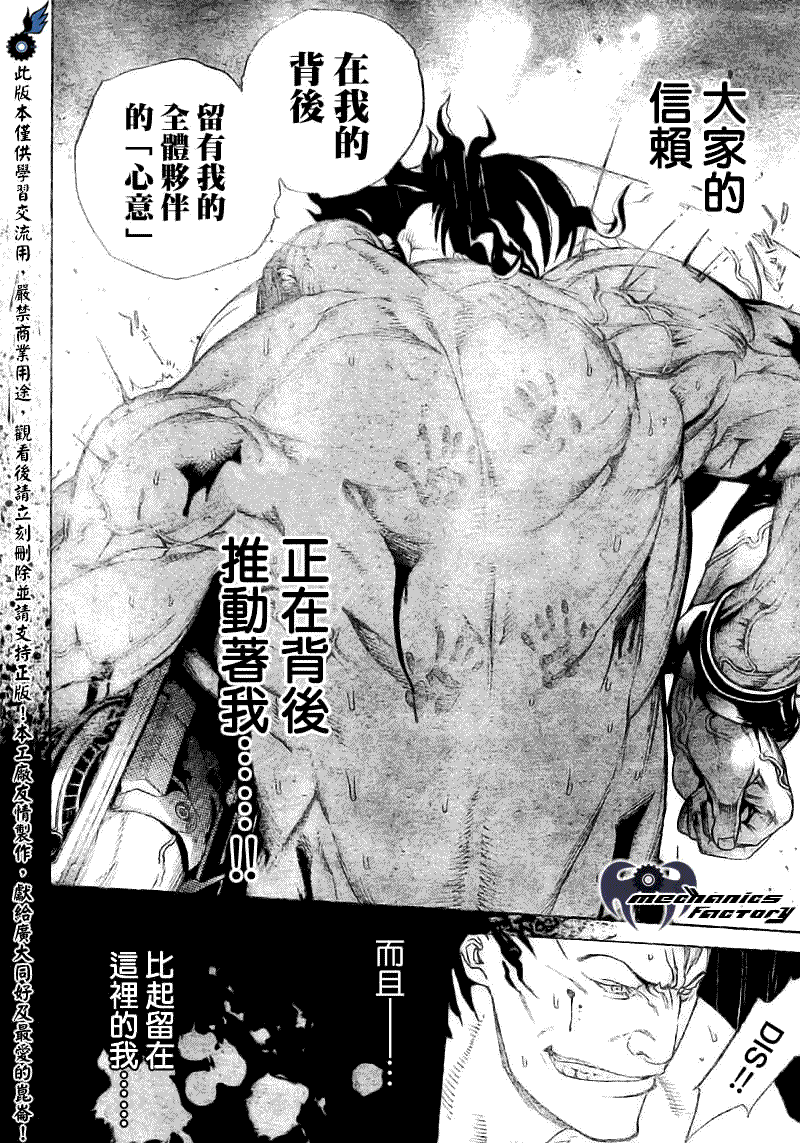 大家的
信賴
在我的
背後
留有我的
全體夥伴
的「心意」
正在背後
推動著我
………!!
mechanics
factory
DIS!!
而且——…
比起留在
這裡的我……
此版本僅供學習交流用，嚴禁商業用途，觀看後請立刻刪除並請支持正版！本工廠友情製作，獻給廣大同好及最愛的崑崙！